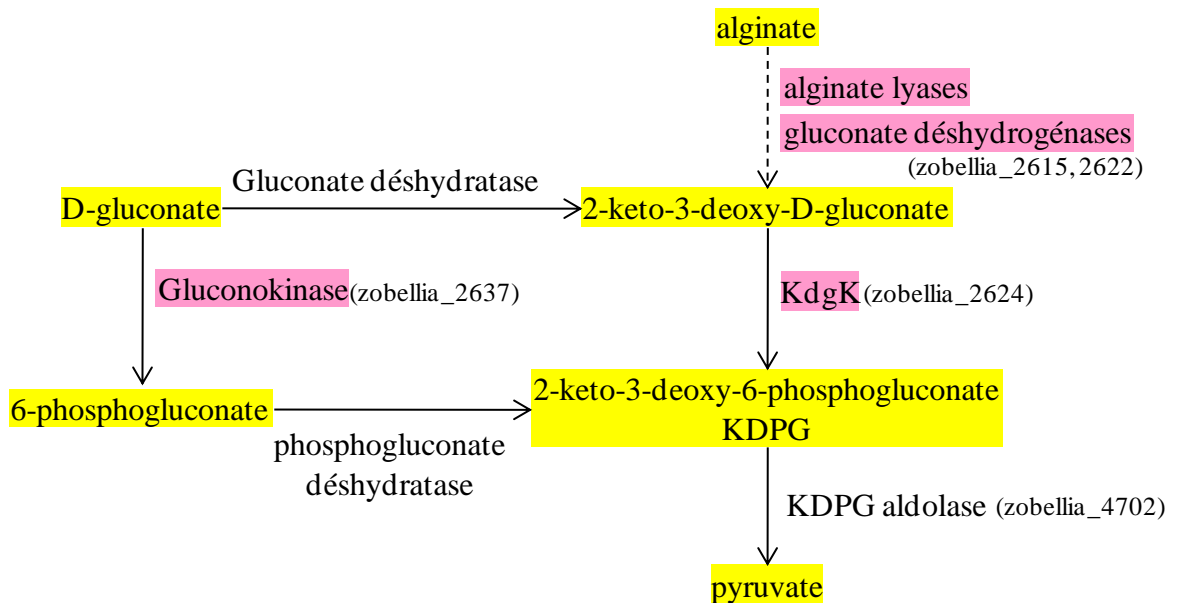 alginate
alginate lyases
gluconate déshydrogénases
(zobellia_2615, 2622)
Gluconate déshydratase
D-gluconate
2-keto-3-deoxy-D-gluconate
Gluconokinase (zobellia_2637)
KdgK (zobellia_2624)
6-phosphogluconate
2-keto-3-deoxy-6-phosphogluconate
KDPG
phosphogluconate
déshydratase
KDPG aldolase (zobellia_4702)
pyruvate